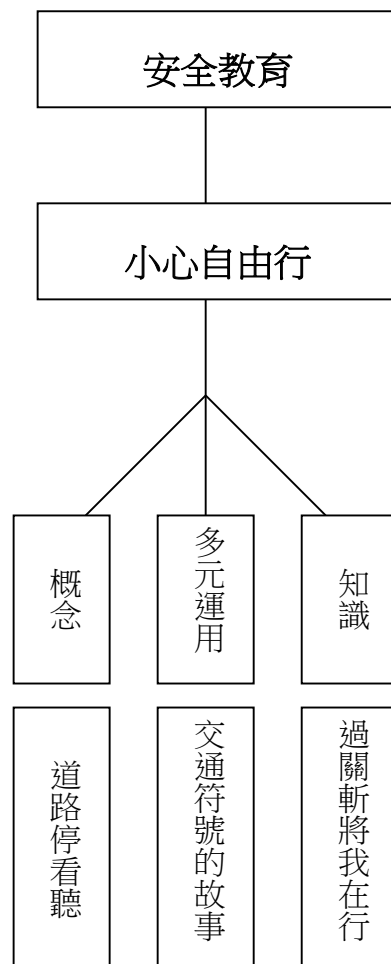 安全教育
小心自由行
概念
多元運用
知識
道路停看聽
交通符號的故事
過關斬將我在行